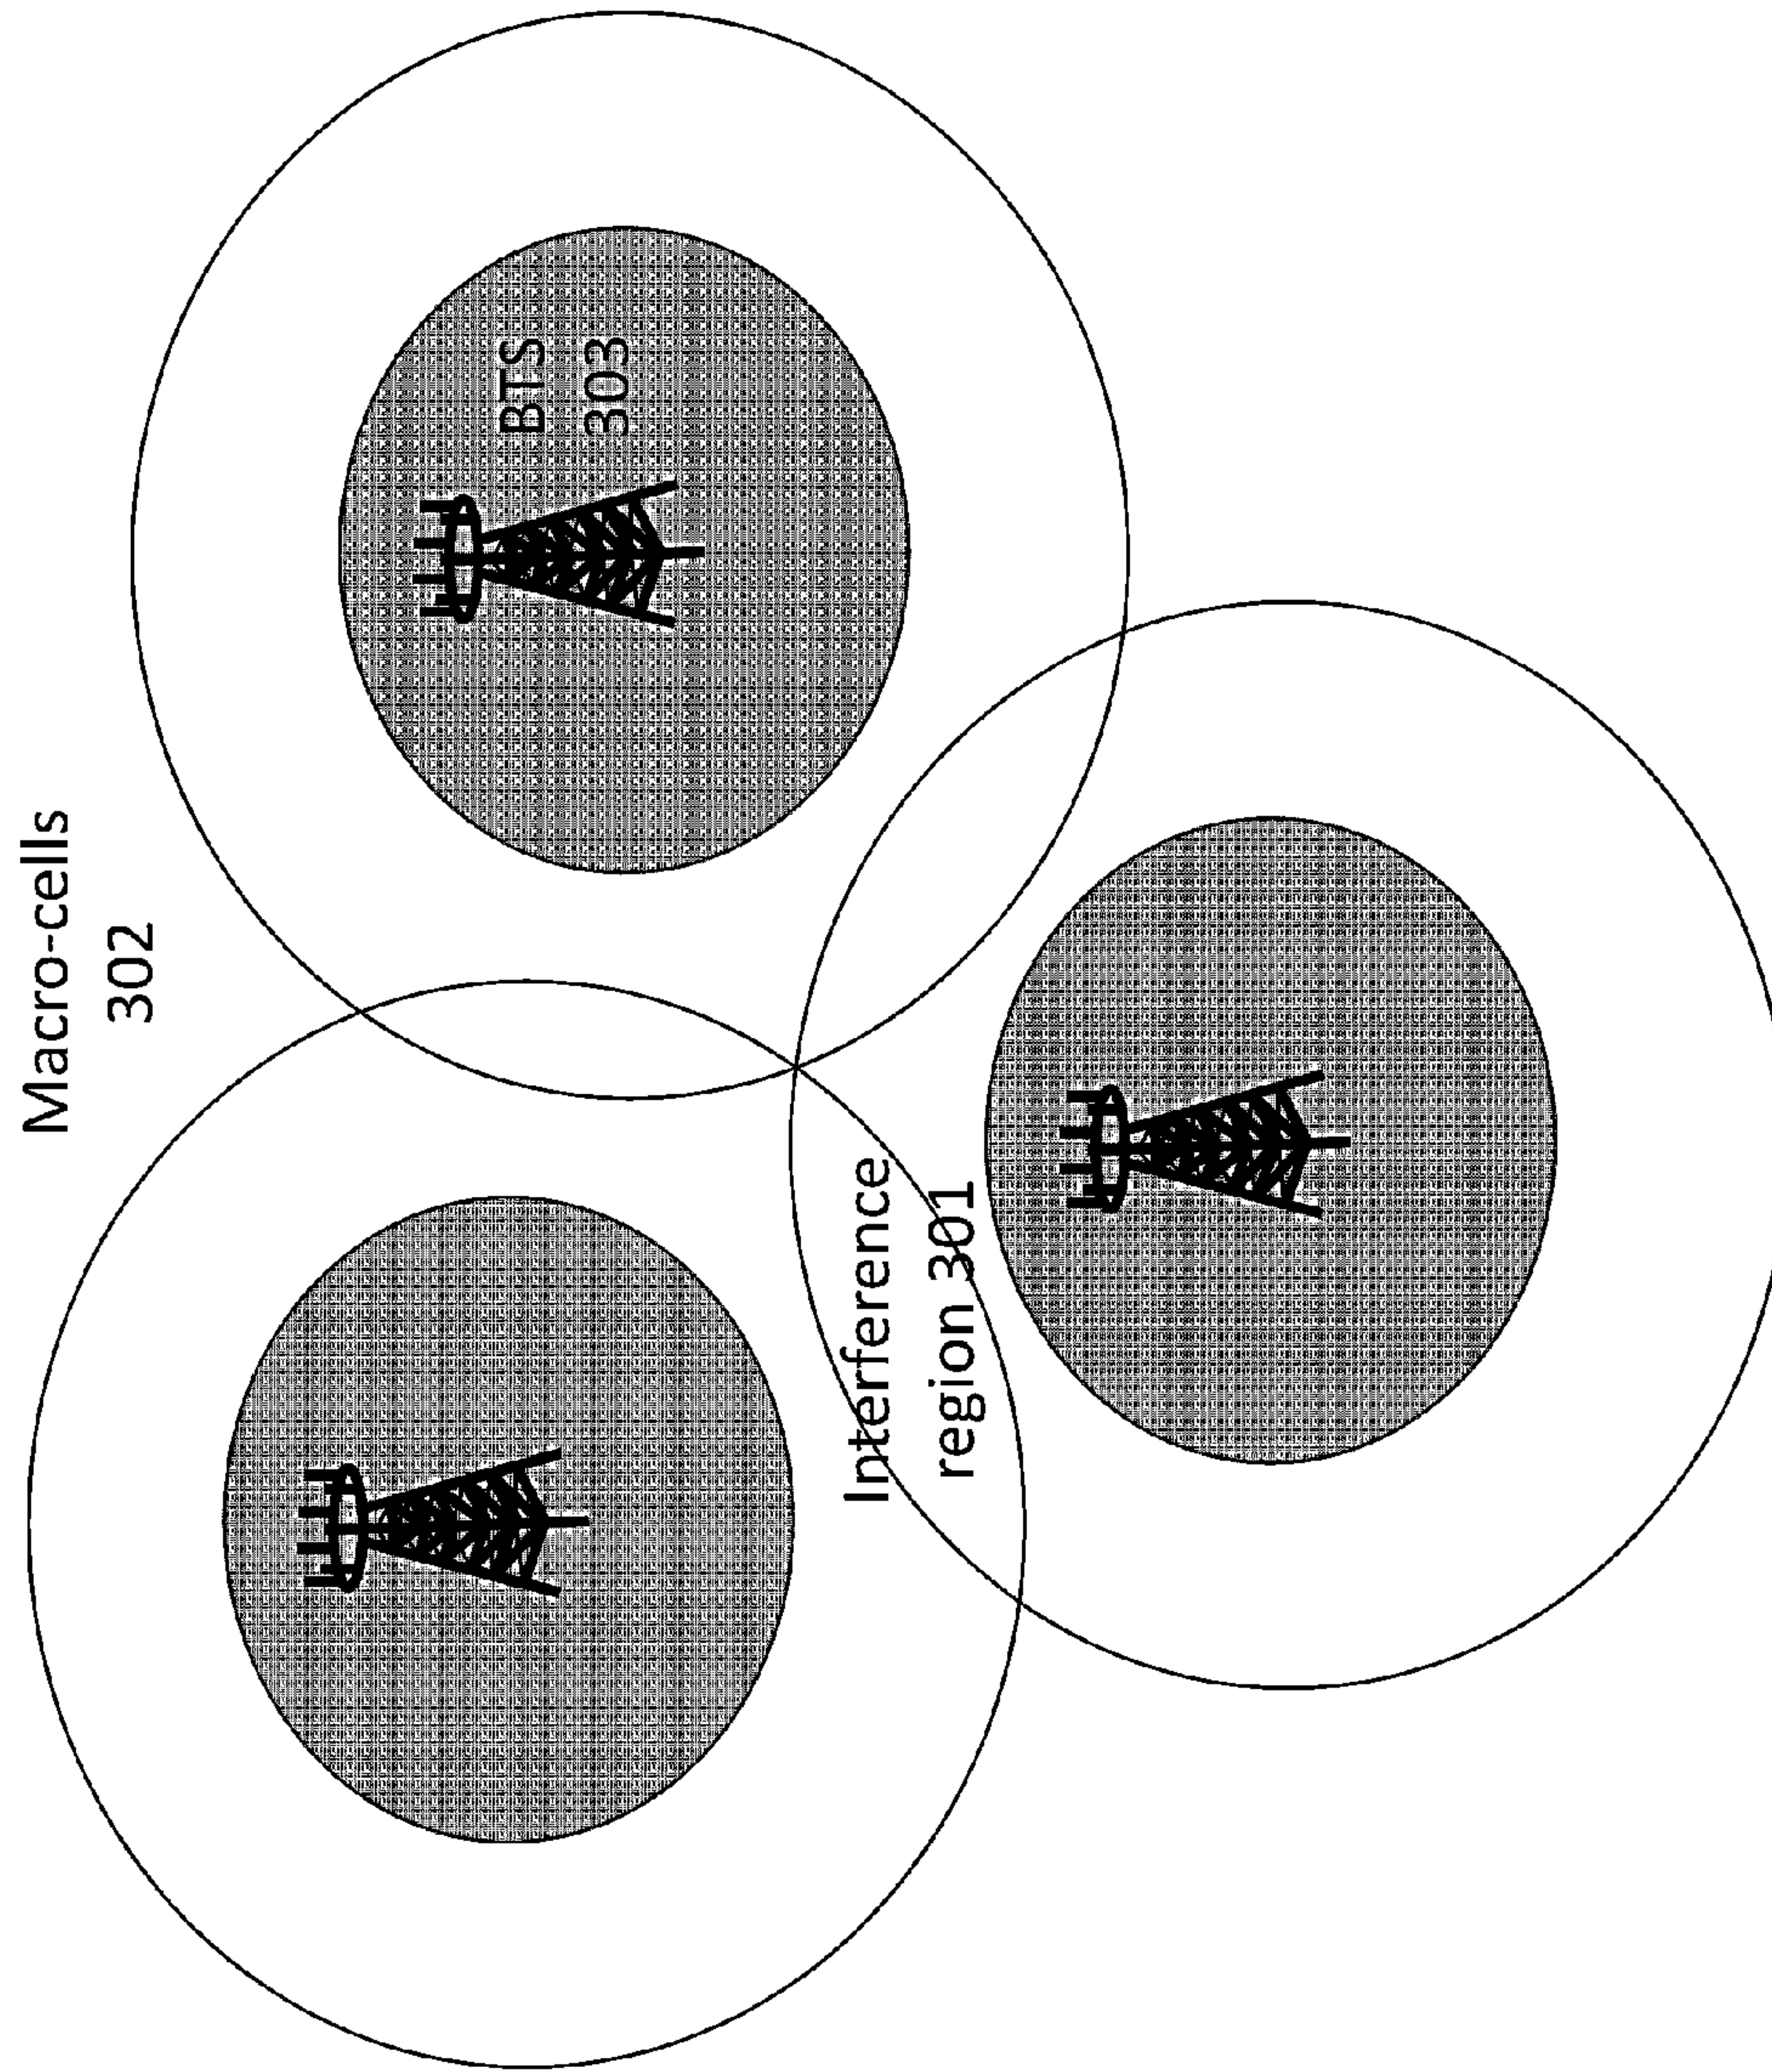 Macro-cells
302
BTS
303
Interference
region 301